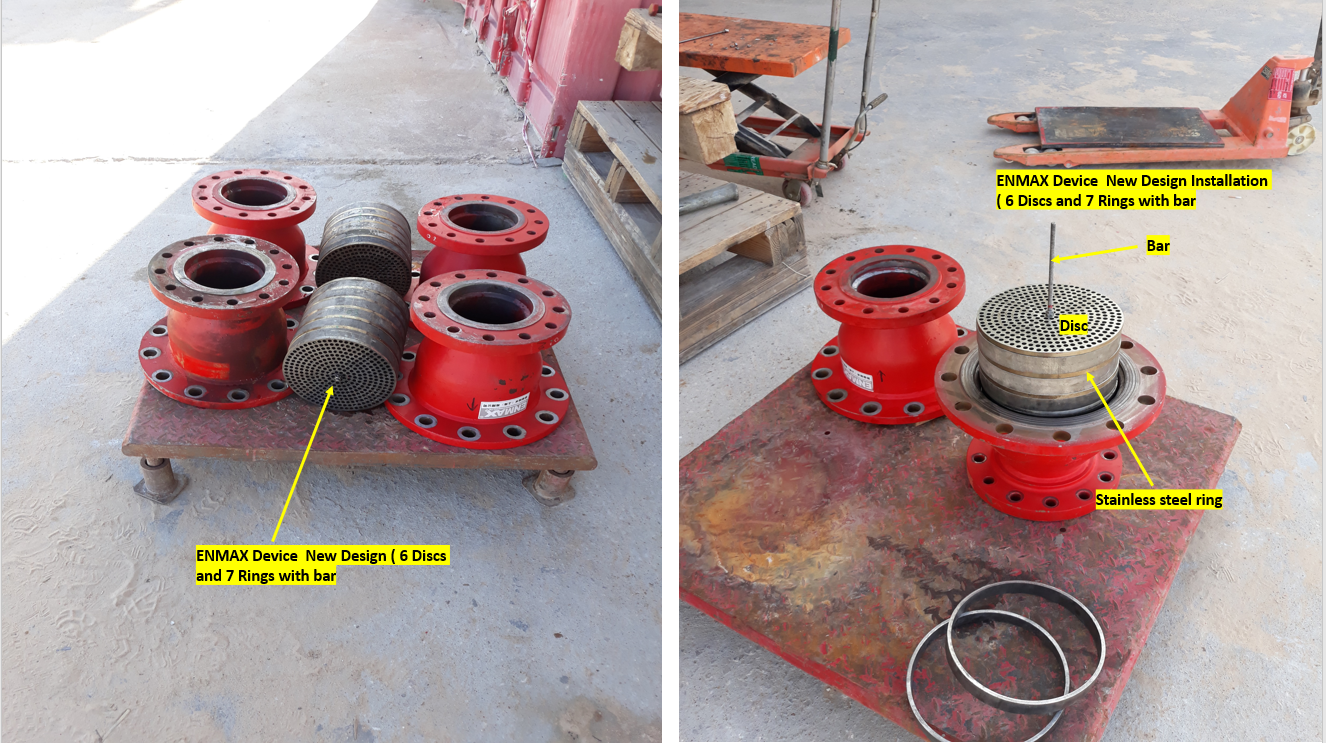 ENMAX Device  New Design ( 6 Discs
and 7 Rings with bar
ENMAX
ENMAX Device  New Design Installation
( 6 Discs and 7 Rings with bar
Bar
Disc
Stainless steel ring